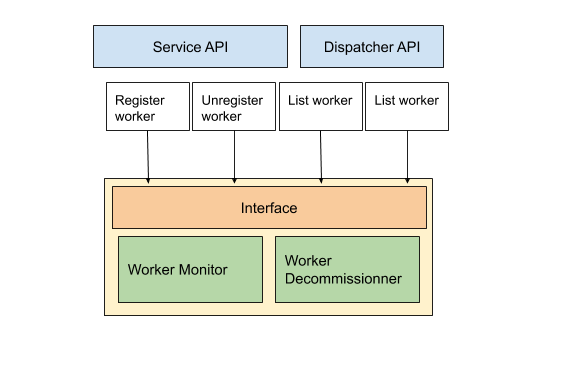 Service API
Dispatcher API
Register
worker
Unregister
worker
List worker
List worker
Interface
Worker Monitor
Worker
Decommissionner